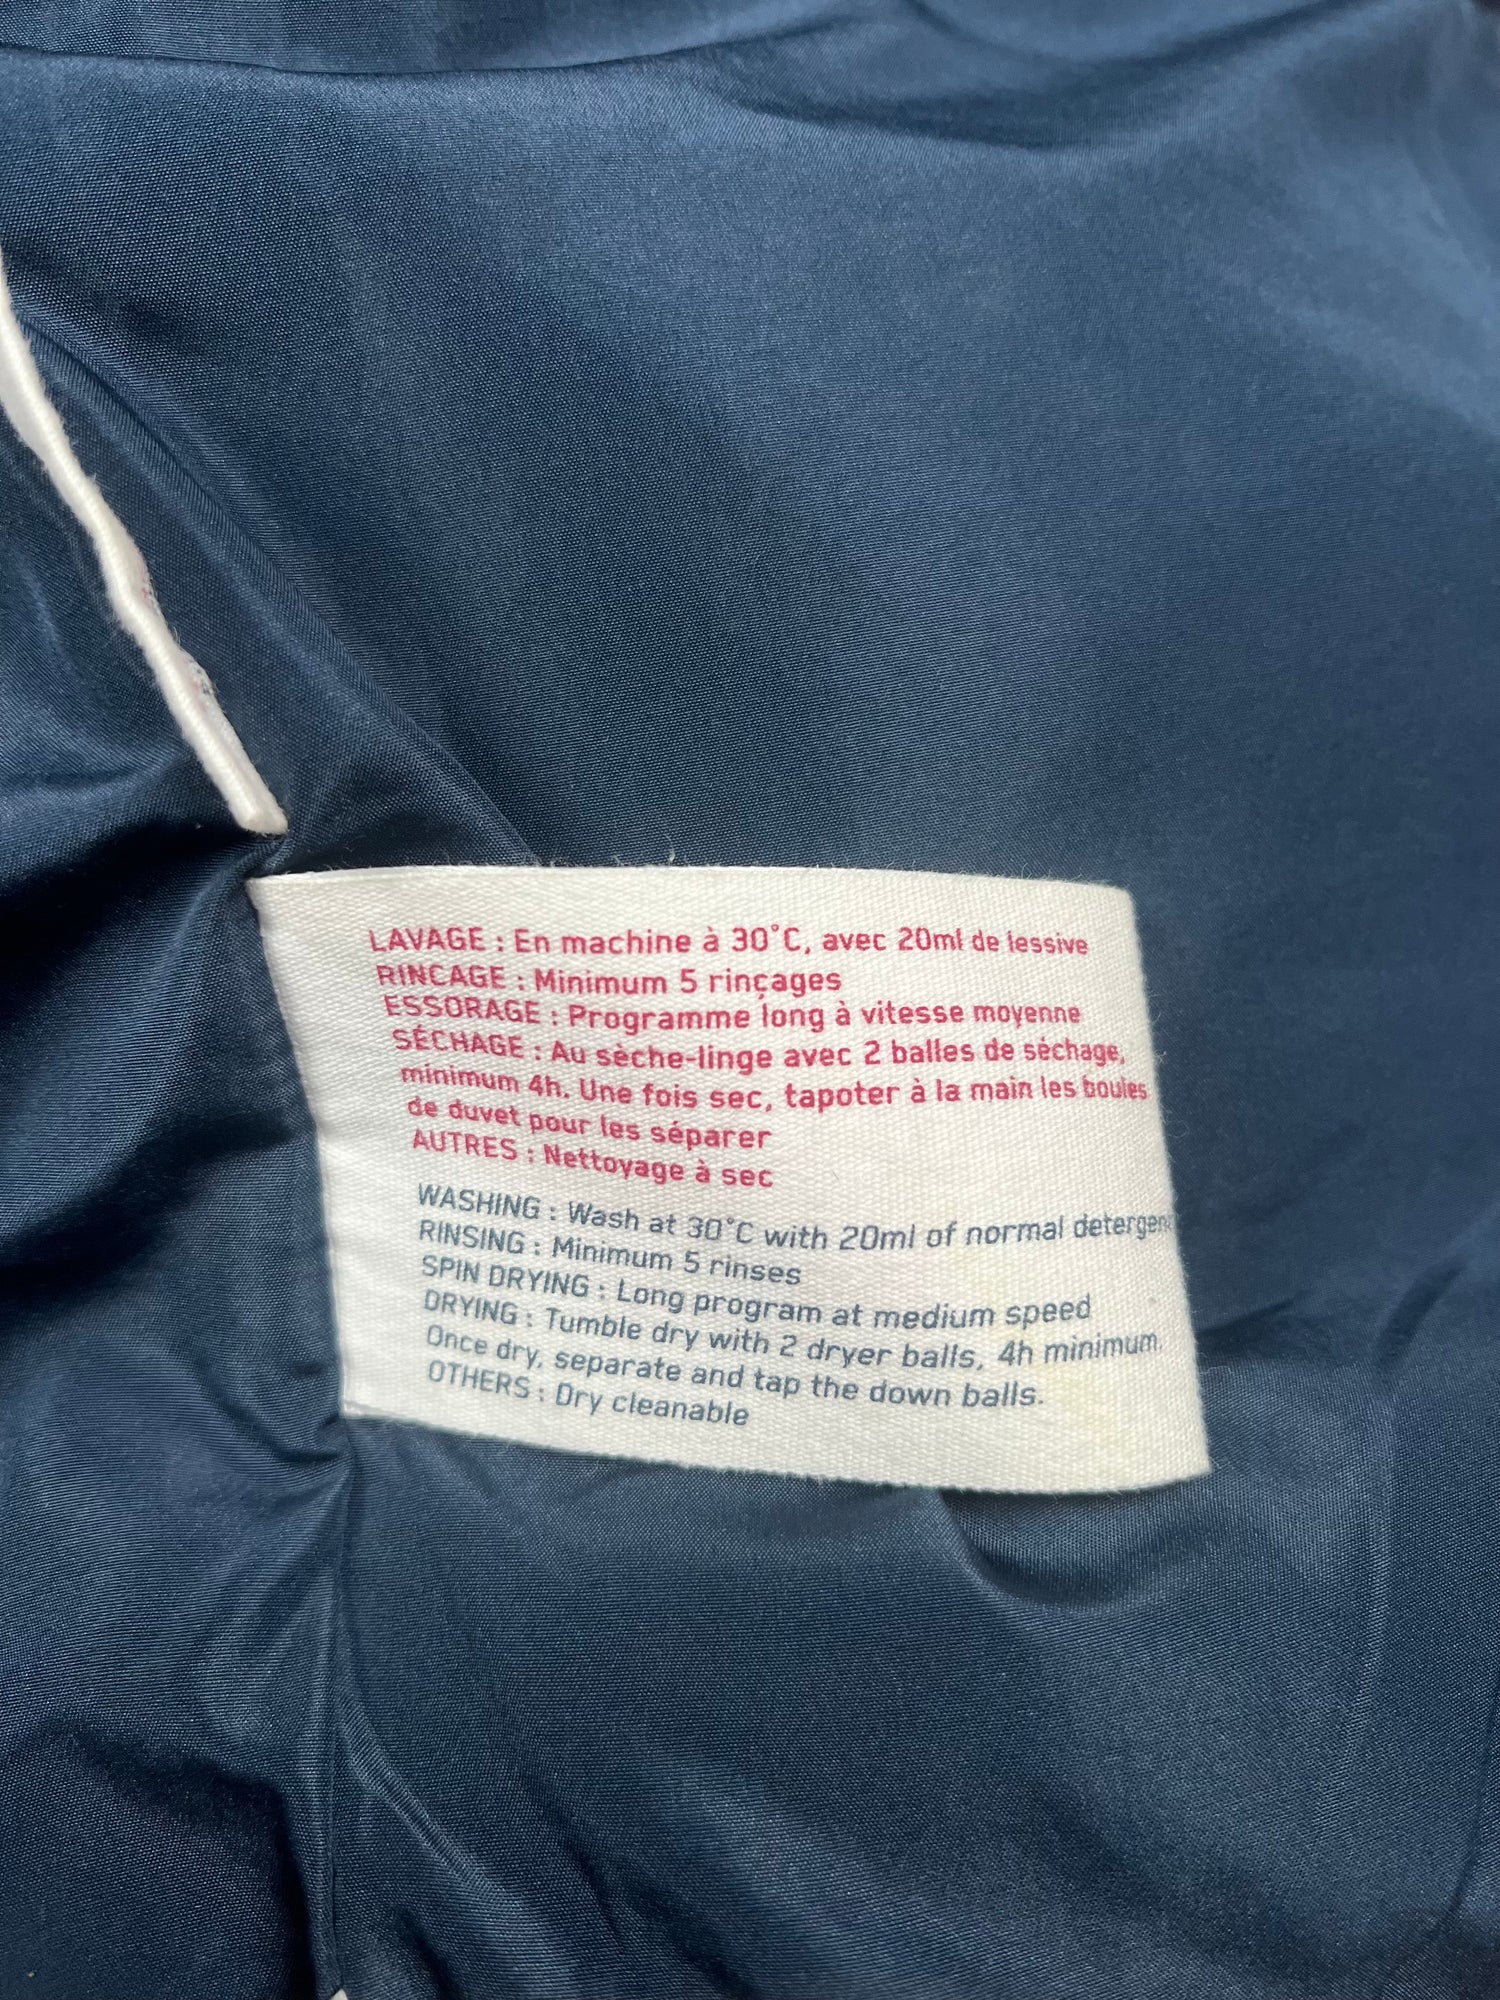 LAVAGE : En machine à 30°C, avec 20ml de lessive
RINCAGE : Minimum 5 rinçages
ESSORAGE : Programme long à vitesse moyenne
SÉCHAGE : Au sèche-linge avec 2 balles de séchage,
minimum 4h. Une fois sec, tapoter à la main les boules
de duvet pour les séparer
AUTRES : Nettoyage à sec
WASHING : Wash at 30°C with 20ml of normal detergent
RINSING : Minimum 5 rinses
SPIN DRYING : Long program at medium speed
DRYING : Tumble dry with 2 dryer balls, 4h minimum.
Once dry, separate and tap the down balls.
OTHERS : Dry cleanable